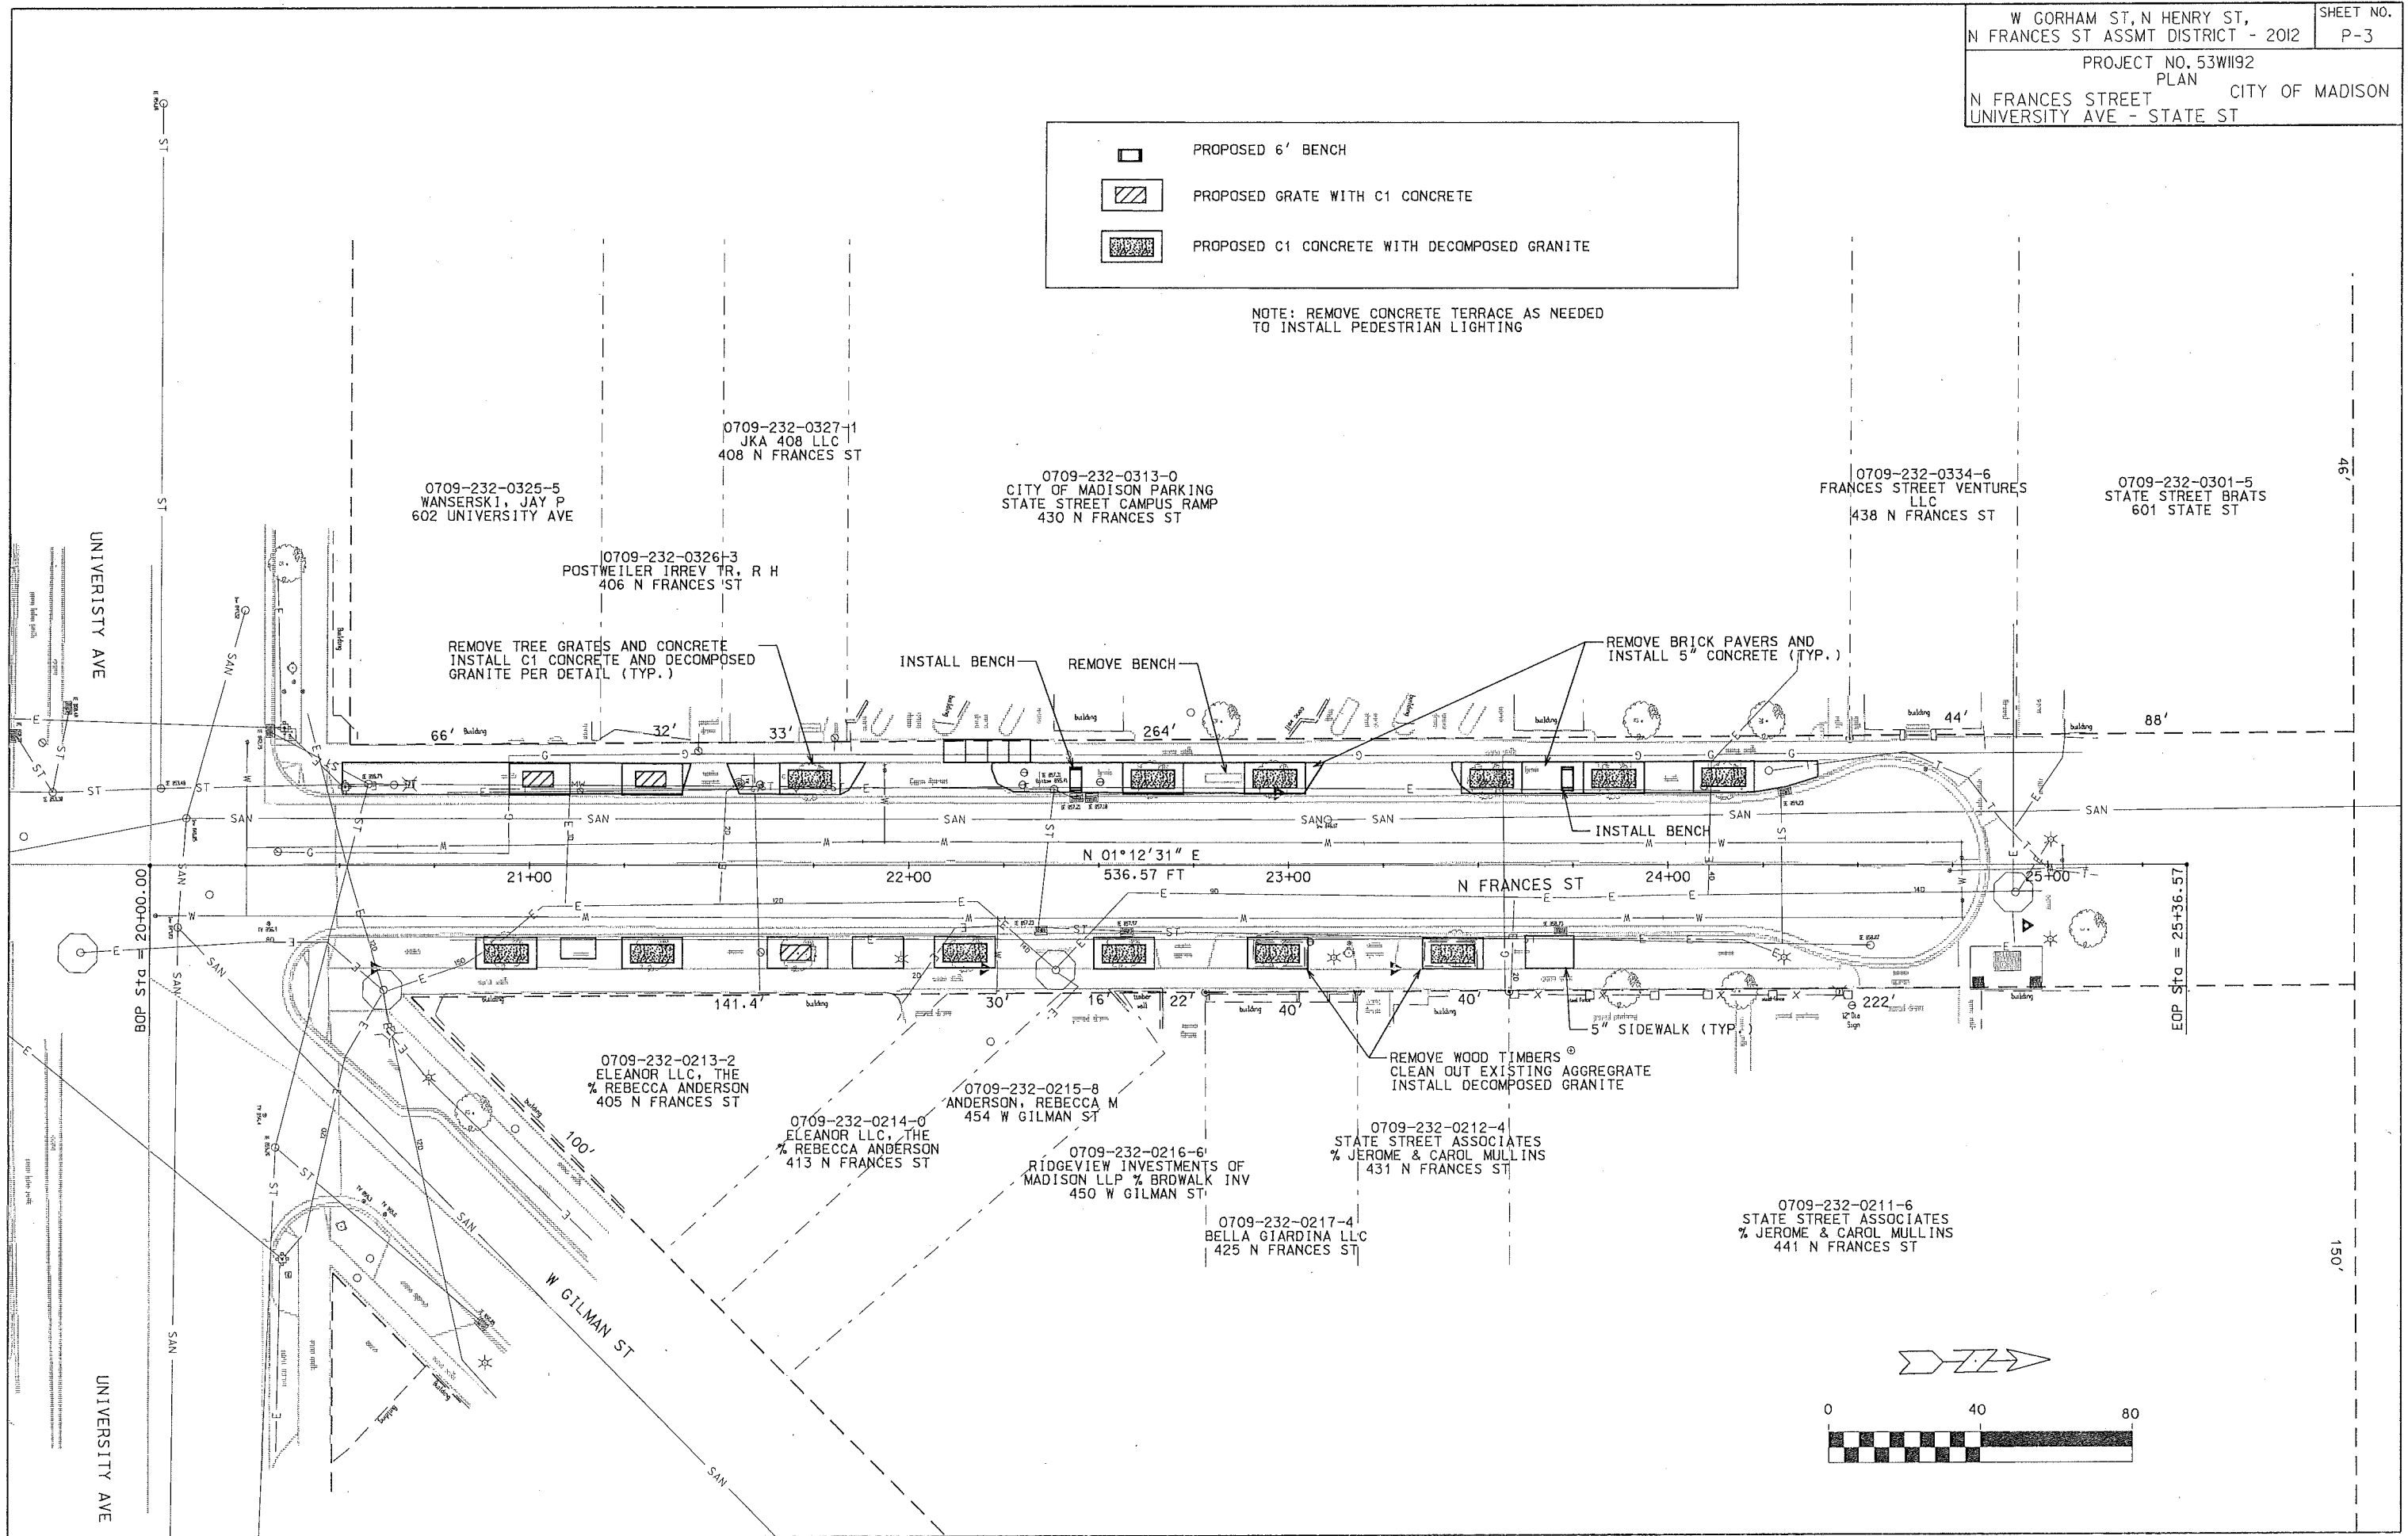 W GORHAM ST, N HENRY ST,
N FRANCES ST ASSMT DISTRICT - 2012
SHEET NO.
P-3
PROJECT NO. 53W1192
PLAN
N FRANCES STREET
CITY OF MADISON
UNIVERSITY AVE - STATE ST
PROPOSED 6' BENCH
PROPOSED GRATE WITH C1 CONCRETE
PROPOSED C1 CONCRETE WITH DECOMPOSED GRANITE
NOTE: REMOVE CONCRETE TERRACE AS NEEDED
TO INSTALL PEDESTRIAN LIGHTING
0709-232-0327-1
JKA 408 LLC
408 N FRANCES ST
0709-232-0325-5
WANSERSKI, JAY P
602 UNIVERSITY AVE
0709-232-0313-0
CITY OF MADISON PARKING
STATE STREET CAMPUS RAMP
430 N FRANCES ST
0709-232-0334-6
FRANCES STREET VENTURES
LLC
438 N FRANCES ST
0709-232-0301-5
STATE STREET BRATS
601 STATE ST
46'
0709-232-0326-3
POSTWEILER IRREV TR, R H
406 N FRANCES ST
UNIVERISTY AVE
REMOVE TREE GRATES AND CONCRETE
INSTALL C1 CONCRETE AND DECOMPOSED
GRANITE PER DETAIL (TYP.)
INSTALL BENCH
REMOVE BENCH
REMOVE BRICK PAVERS AND
INSTALL 5" CONCRETE (TYP.)
66'
Building
32'
33'
building
264'
building
building
44'
building
88'
INSTALL BENCH
N 01°12'31" E
536.57 FT
21+00
22+00
23+00
N FRANCES ST
24+00
25+00
BOP Sta = 20+00.00
EOP Sta = 25+36.57
141.4'
building
30'
16'
22'
40'
building
40'
building
222'
12" Dia
Sign
5" SIDEWALK (TYP.)
REMOVE WOOD TIMBERS
CLEAN OUT EXISTING AGGREGRATE
INSTALL DECOMPOSED GRANITE
0709-232-0213-2
ELEANOR LLC, THE
% REBECCA ANDERSON
405 N FRANCES ST
0709-232-0215-8
ANDERSON, REBECCA M
454 W GILMAN ST
0709-232-0214-0
ELEANOR LLC, THE
% REBECCA ANDERSON
413 N FRANCES ST
0709-232-0212-4
STATE STREET ASSOCIATES
% JEROME & CAROL MULLINS
431 N FRANCES ST
100'
0709-232-0216-6
RIDGEVIEW INVESTMENTS OF
MADISON LLP % BRDWALK INV
450 W GILMAN ST
0709-232-0217-4
BELLA GIARDINA LLC
425 N FRANCES ST
0709-232-0211-6
STATE STREET ASSOCIATES
% JEROME & CAROL MULLINS
441 N FRANCES ST
150'
W GILMAN ST
UNIVERSITY AVE
0 40 80